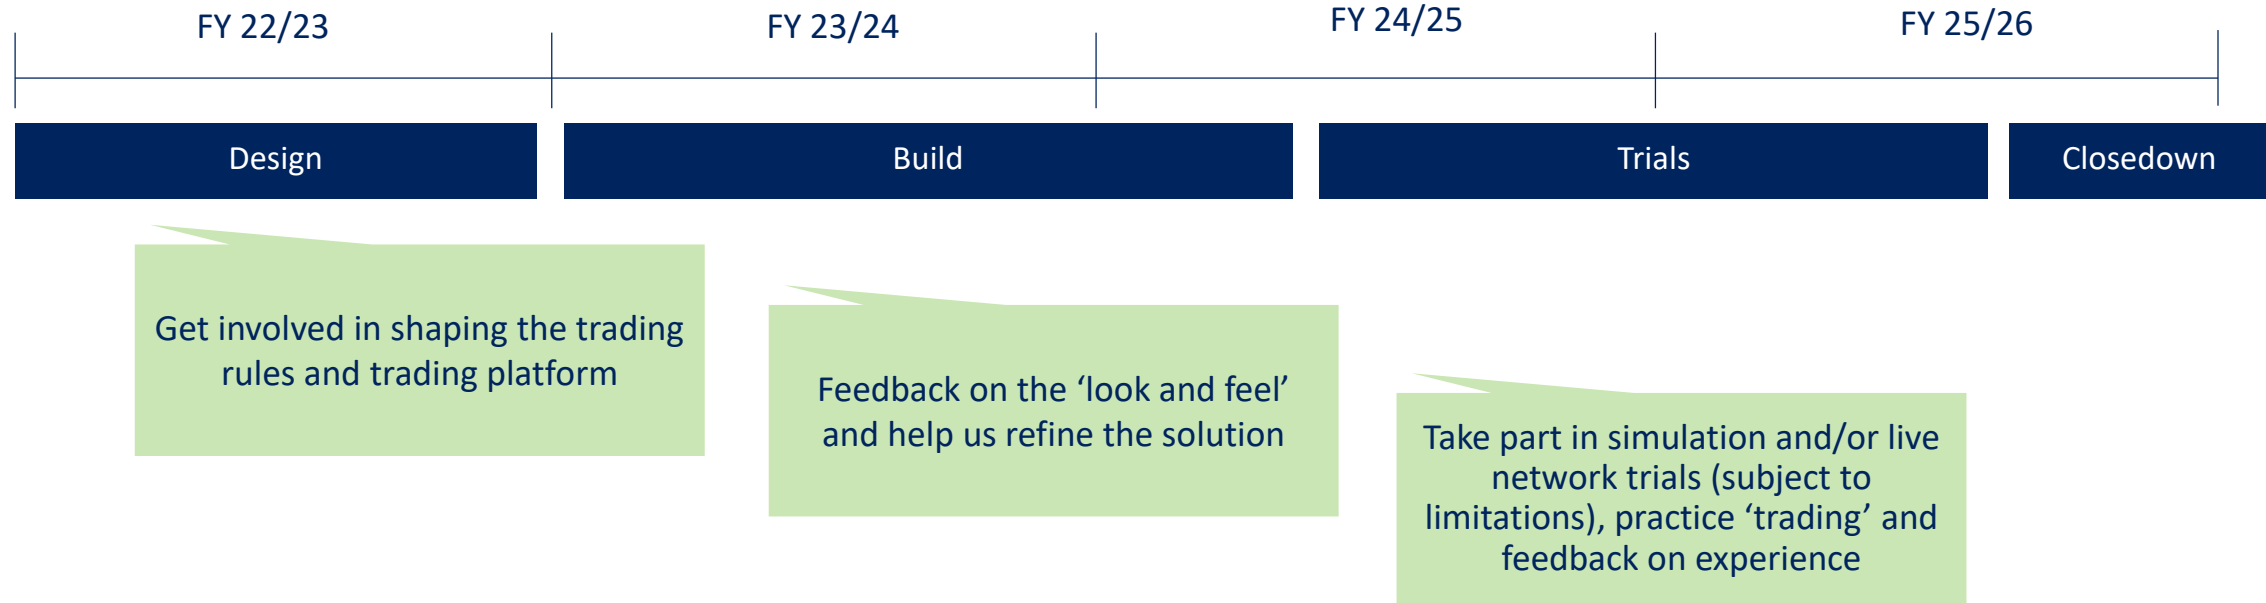 FY 22/23
FY 23/24
FY 24/25
FY 25/26
Design
Build
Trials
Closedown
Get involved in shaping the trading
rules and trading platform
Feedback on the ‘look and feel’
and help us refine the solution
Take part in simulation and/or live
network trials (subject to
limitations), practice ‘trading’ and
feedback on experience